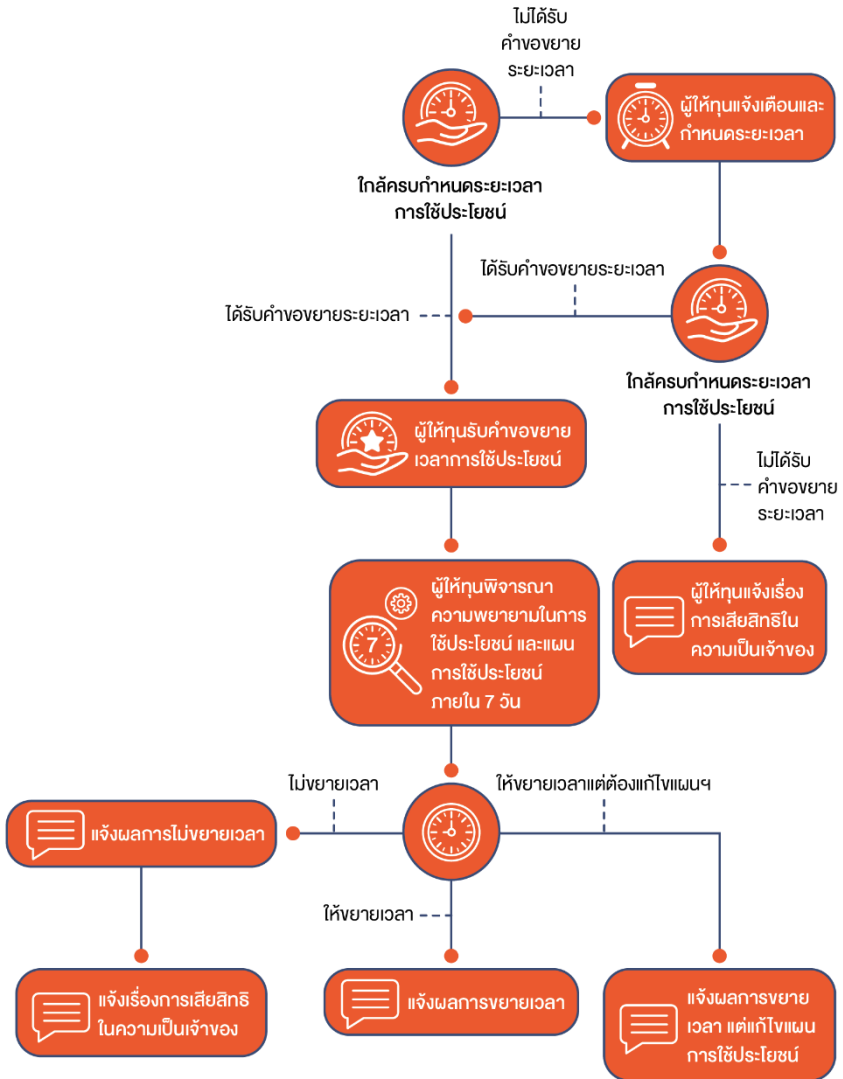 ไม่ได้รับ
คำขอขยาย
ระยะเวลา
ผู้ให้ทุนแจ้งเตือนและ
กำหนดระยะเวลา
ใกล้ครบกำหนดระยะเวลา
การใช้ประโยชน์
ได้รับคำขอขยายระยะเวลา
ได้รับคำขอขยายระยะเวลา
ใกล้ครบกำหนดระยะเวลา
การใช้ประโยชน์
ผู้ให้ทุนรับคำขอขยาย
เวลาการใช้ประโยชน์
ไม่ได้รับ
คำขอขยาย
ระยะเวลา
ผู้ให้ทุนพิจารณา
ความพยายามในการ
ใช้ประโยชน์ และแผน
การใช้ประโยชน์
ภายใน 7 วัน
7
ผู้ให้ทุนแจ้งเรื่อง
การเสียสิทธิใน
ความเป็นเจ้าของ
ไม่ขยายเวลา
ให้ขยายเวลาแต่ต้องแก้ไขแผนฯ
แจ้งผลการไม่ขยายเวลา
ให้ขยายเวลา
แจ้งเรื่องการเสียสิทธิ
ในความเป็นเจ้าของ
แจ้งผลการขยายเวลา
แจ้งผลการขยาย
เวลา แต่แก้ไขแผน
การใช้ประโยชน์